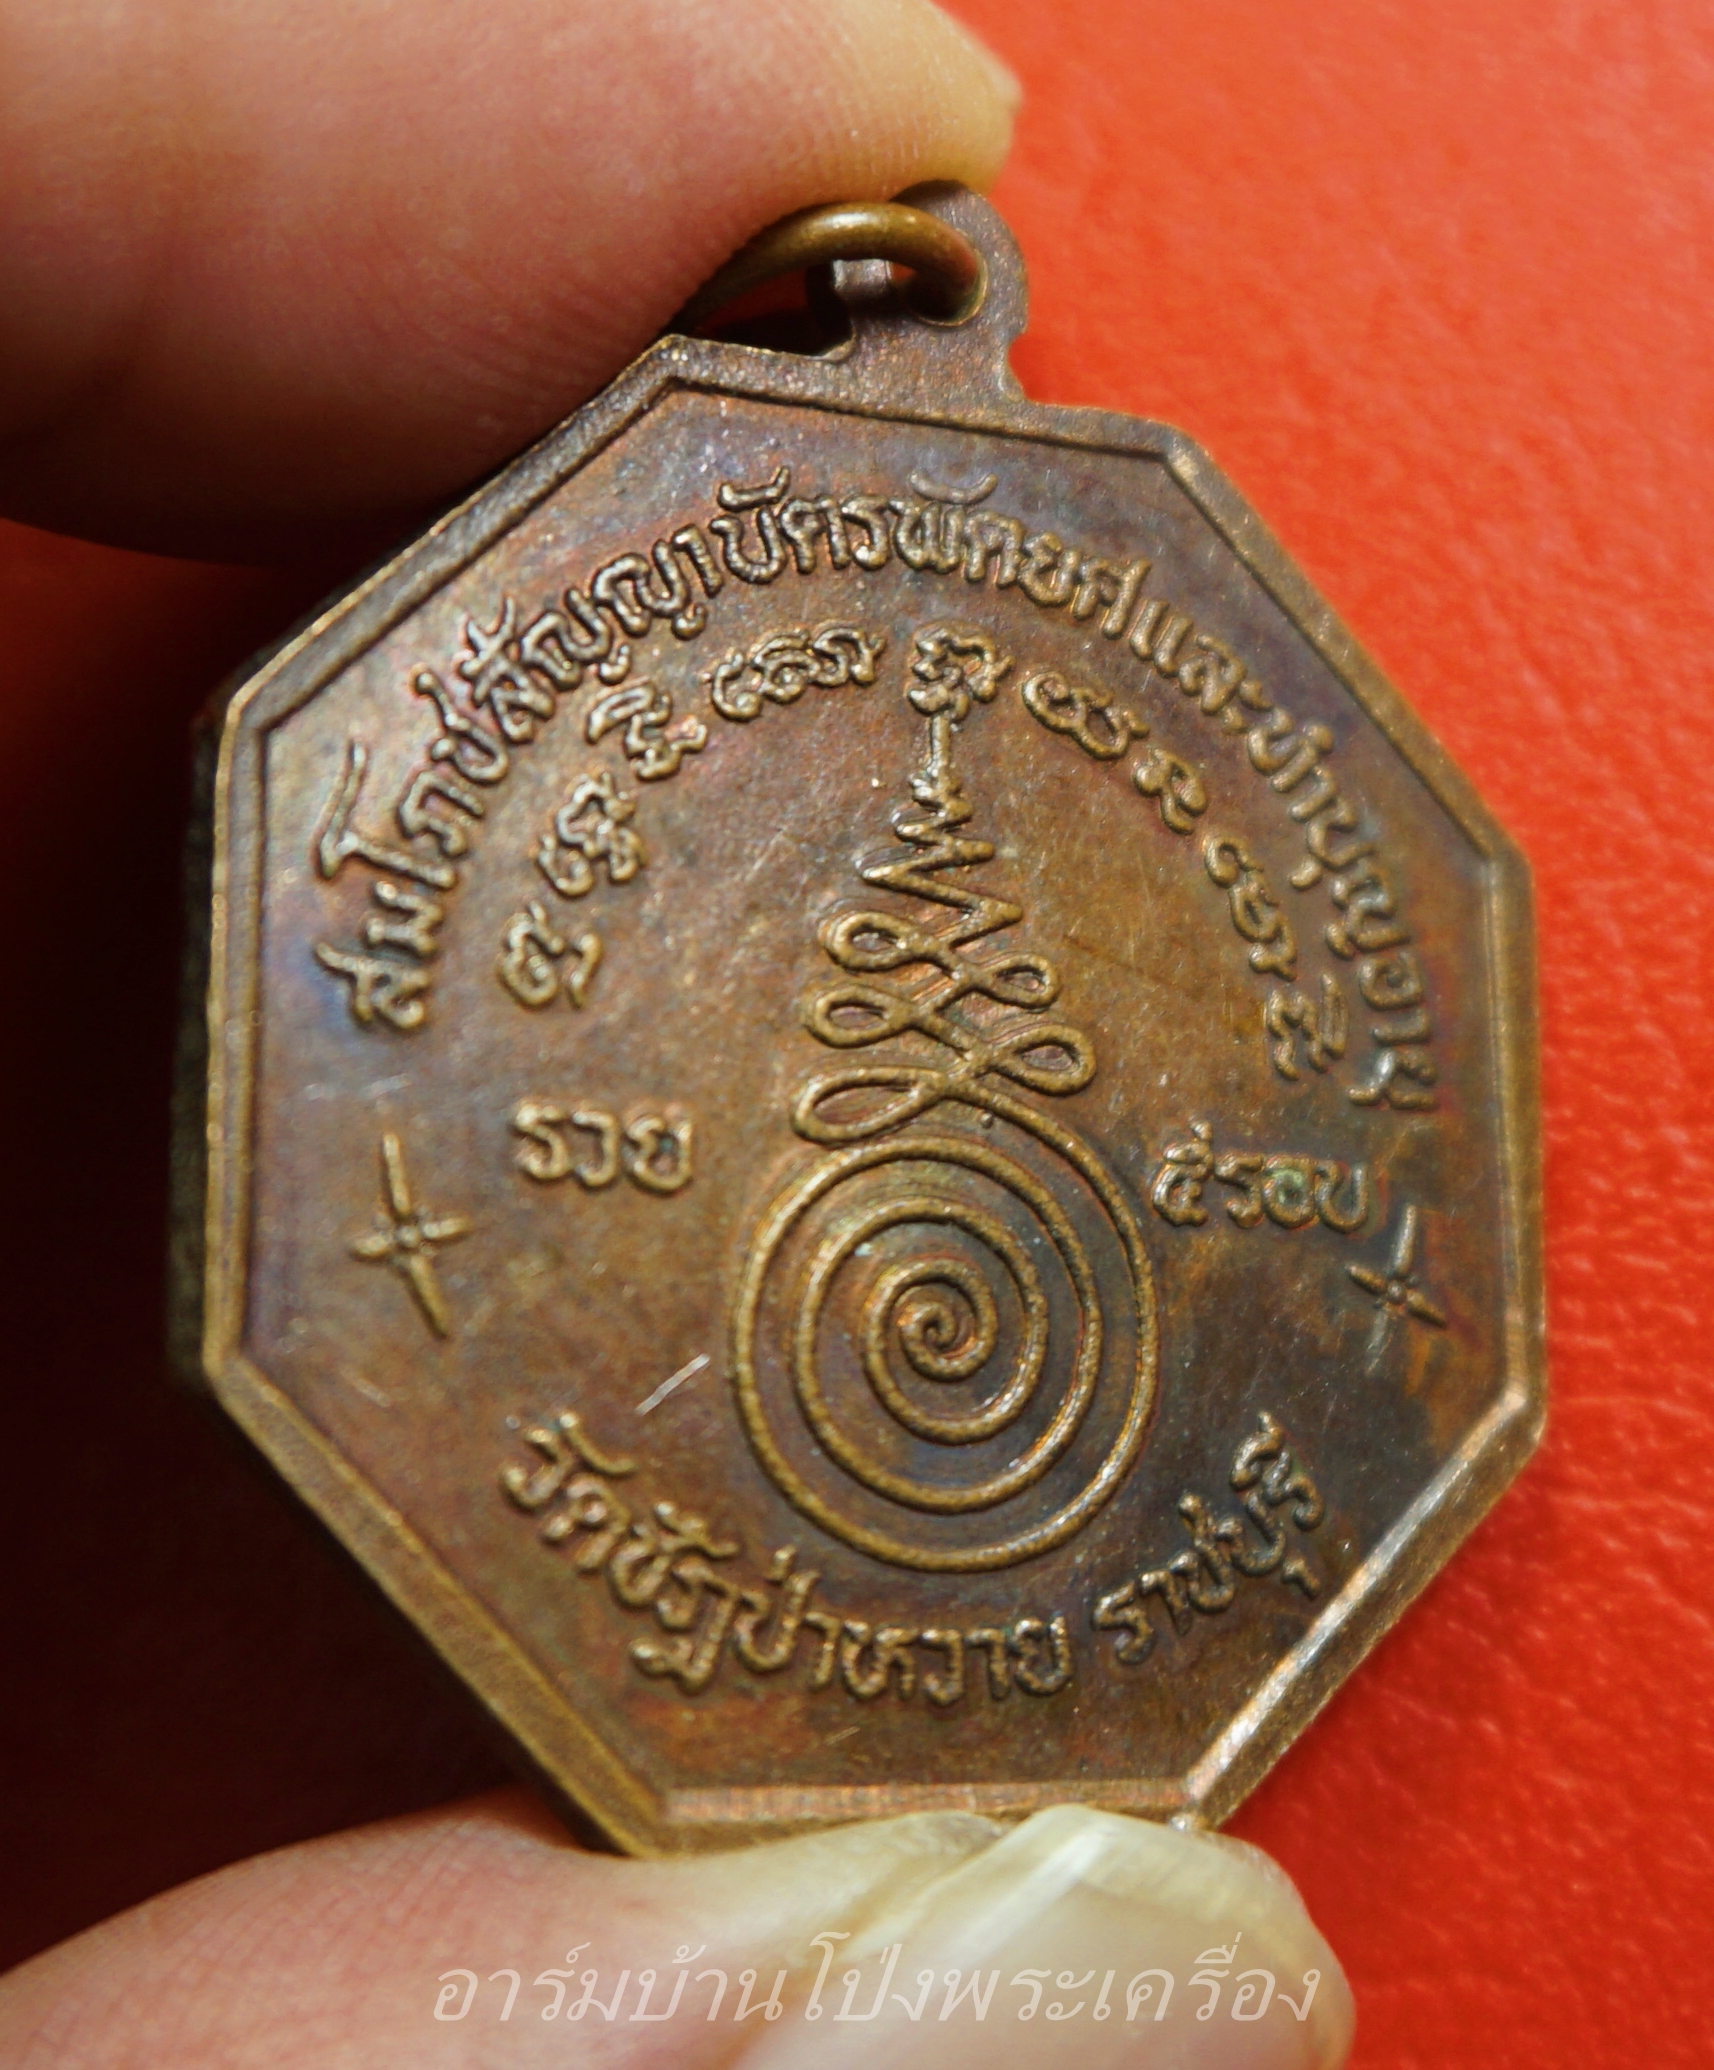 สมโภชสัญญาบัตรพัดยศและทำบุญอายุ
รวย
๕รอบ
วัดชัฏป่าหวาย ราชบุรี
อาร์มบ้านโป่งพระเครื่อง